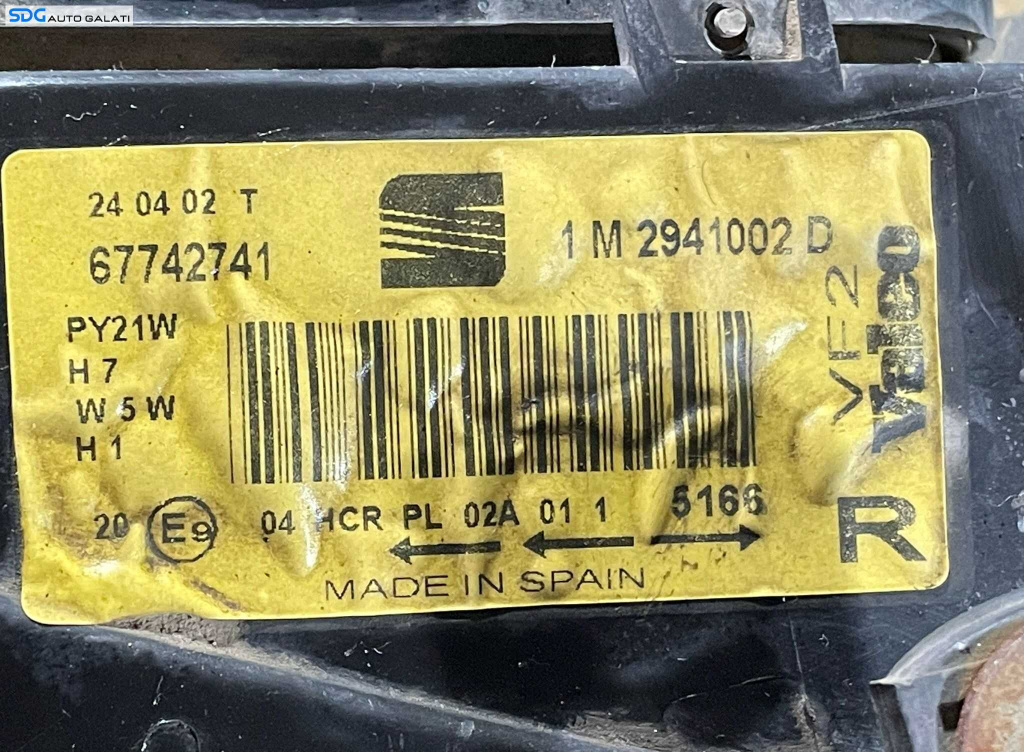 SDG AUTO GALATI
24 04 02 T
67742741
1 M 2941002 D
PY21W
H 7
W 5 W
H 1
VF2
Valeo
20 E9 04 HCR PL 02A 01 1 5166
R
MADE IN SPAIN